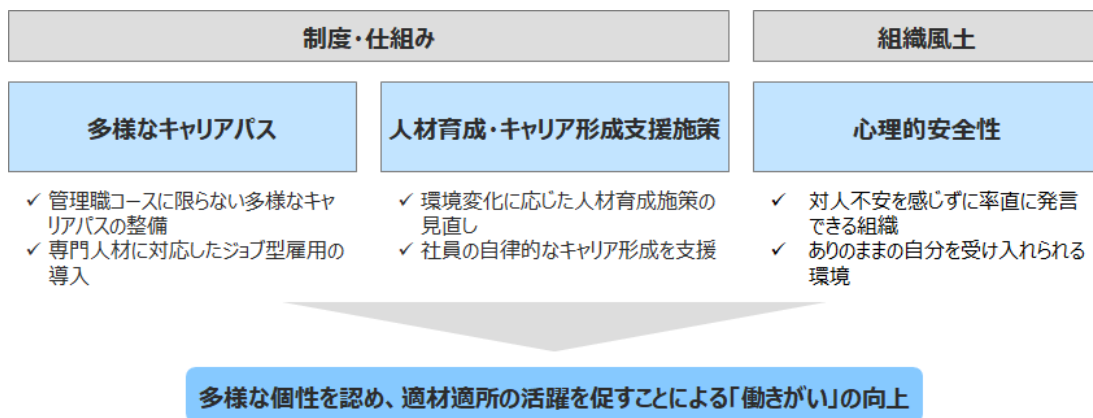 制度・仕組み
組織風土
多様なキャリアパス
人材育成・キャリア形成支援施策
心理的安全性
✓ 管理職コースに限らない多様なキャ
リアパスの整備
✓ 専門人材に対応したジョブ型雇用の
導入
✓ 環境変化に応じた人材育成施策の
見直し
✓ 社員の自律的なキャリア形成を支援
✓ 対人不安を感じずに率直に発言
できる組織
✓ ありのままの自分を受け入れられる
環境
多様な個性を認め、適材適所の活躍を促すことによる「働きがい」の向上